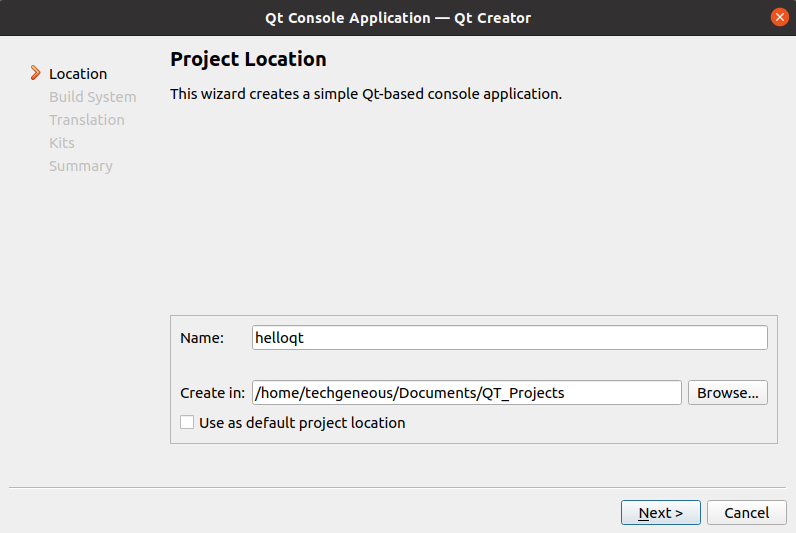 Qt Console Application — Qt Creator
Location
Build System
Translation
Kits
Summary
Project Location
This wizard creates a simple Qt-based console application.
Name: helloqt
Create in: /home/techgeneous/Documents/QT_Projects Browse...
Use as default project location
Next > Cancel